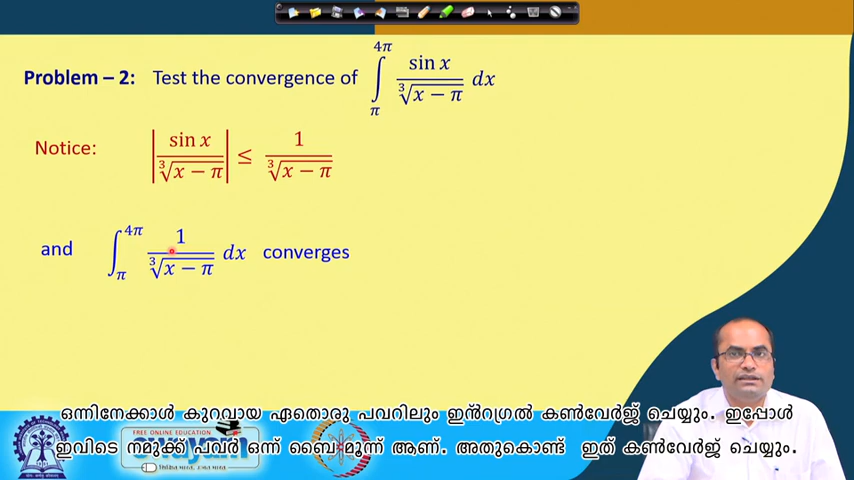 Problem – 2: Test the convergence of ∫_π^{4π} sin x / ∛(x − π) dx
Notice: |sin x / ∛(x − π)| ≤ 1 / ∛(x − π)
and ∫_π^{4π} 1 / ∛(x − π) dx converges
ഒന്നിനേക്കാൾ കുറവായ ഏതൊരു പവറിലും ഇൻറഗ്രൽ കൺവേർജ് ചെയ്യും. ഇപ്പോൾ
ഇവിടെ നമുക്ക് പവർ ഒന്ന് ബൈ മൂന്ന് ആണ്. അതുകൊണ്ട് ഇത് കൺവേർജ് ചെയ്യും.
FREE ONLINE EDUCATION
swayam